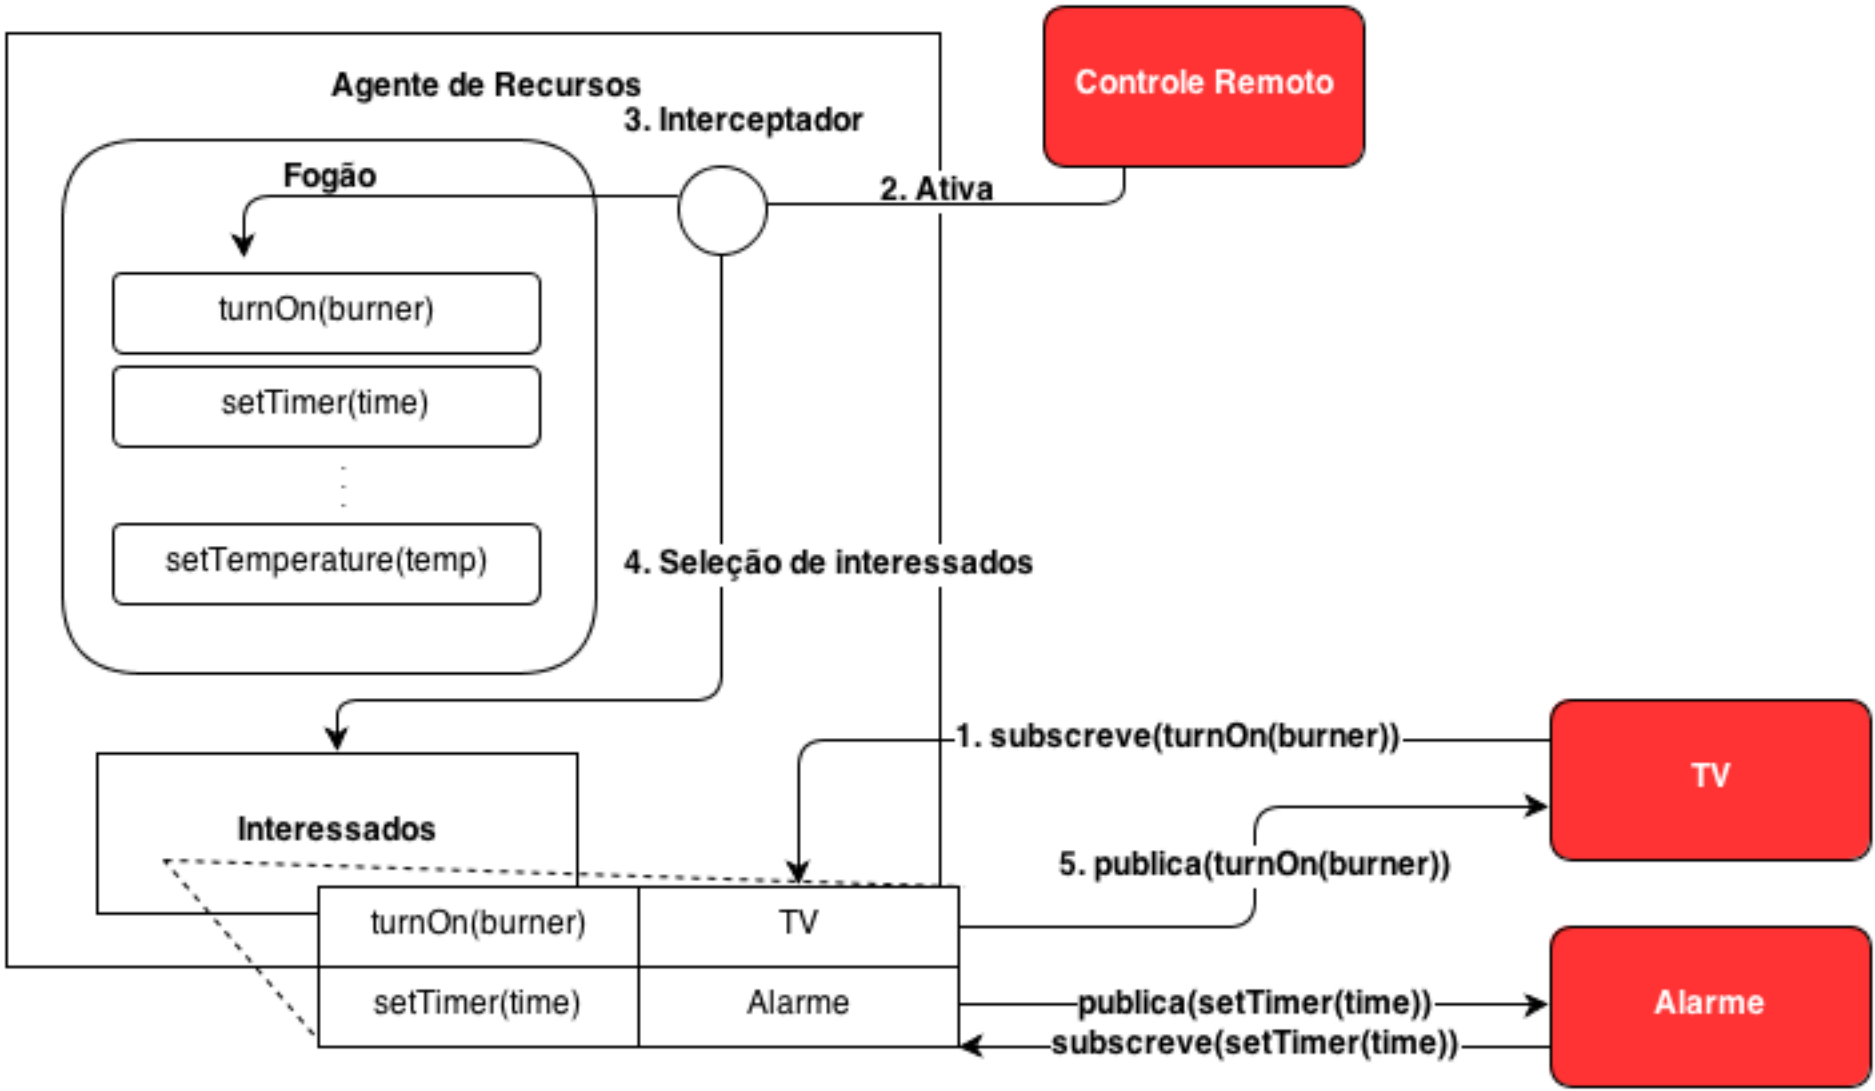 Controle Remoto
Agente de Recursos
3. Interceptador
Fogão
2. Ativa
turnOn(burner)
setTimer(time)
setTemperature(temp)
4. Seleção de interessados
1. subscreve(turnOn(burner))
TV
Interessados
5. publica(turnOn(burner))
turnOn(burner) TV
setTimer(time) Alarme
publica(setTimer(time))
subscreve(setTimer(time))
Alarme